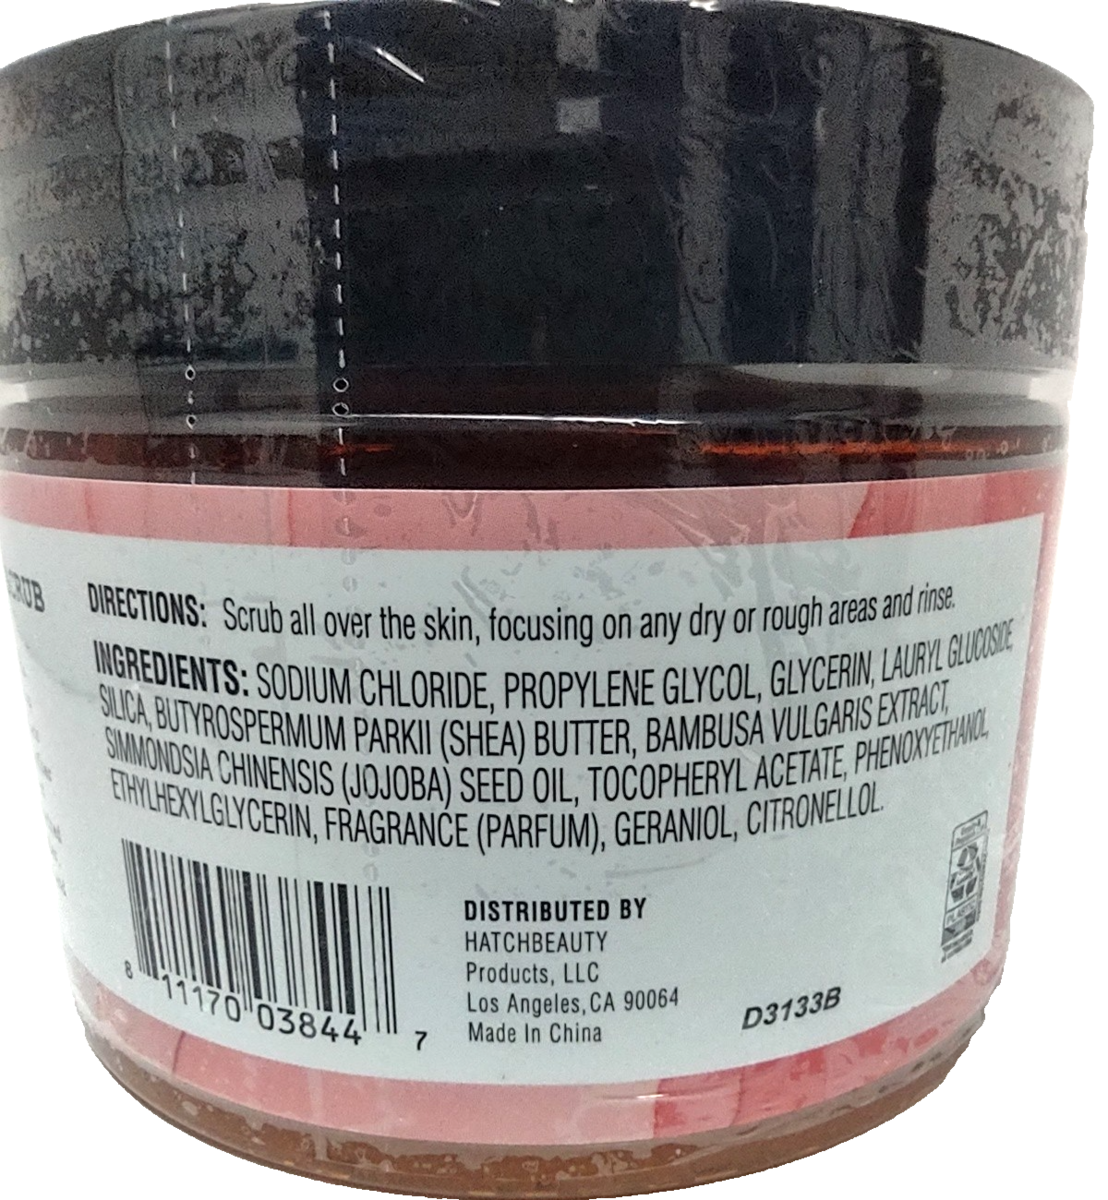 SCRUB
DIRECTIONS: Scrub all over the skin, focusing on any dry or rough areas and rinse.
INGREDIENTS: SODIUM CHLORIDE, PROPYLENE GLYCOL, GLYCERIN, LAURYL GLUCOSIDE,
SILICA, BUTYROSPERMUM PARKII (SHEA) BUTTER, BAMBUSA VULGARIS EXTRACT,
SIMMONDSIA CHINENSIS (JOJOBA) SEED OIL, TOCOPHERYL ACETATE, PHENOXYETHANOL,
ETHYLHEXYLGLYCERIN, FRAGRANCE (PARFUM), GERANIOL, CITRONELLOL.
8 11170 03844 7
DISTRIBUTED BY
HATCHBEAUTY
Products, LLC
Los Angeles,CA 90064
Made In China
D3133B
PLASTIC